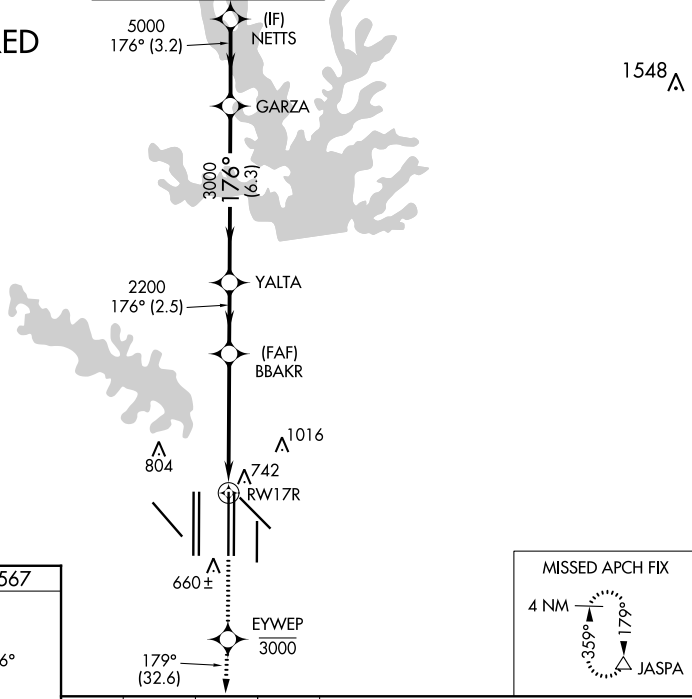 RED
5000
176° (3.2)
(IF)
NETTS
GARZA
1548
3000
176°
(6.3)
YALTA
2200
176° (2.5)
(FAF)
BBAKR
1016
804
742
RW17R
660±
EYWEP
3000
179°
(32.6)
567
6°
MISSED APCH FIX
4 NM
359°
179°
JASPA